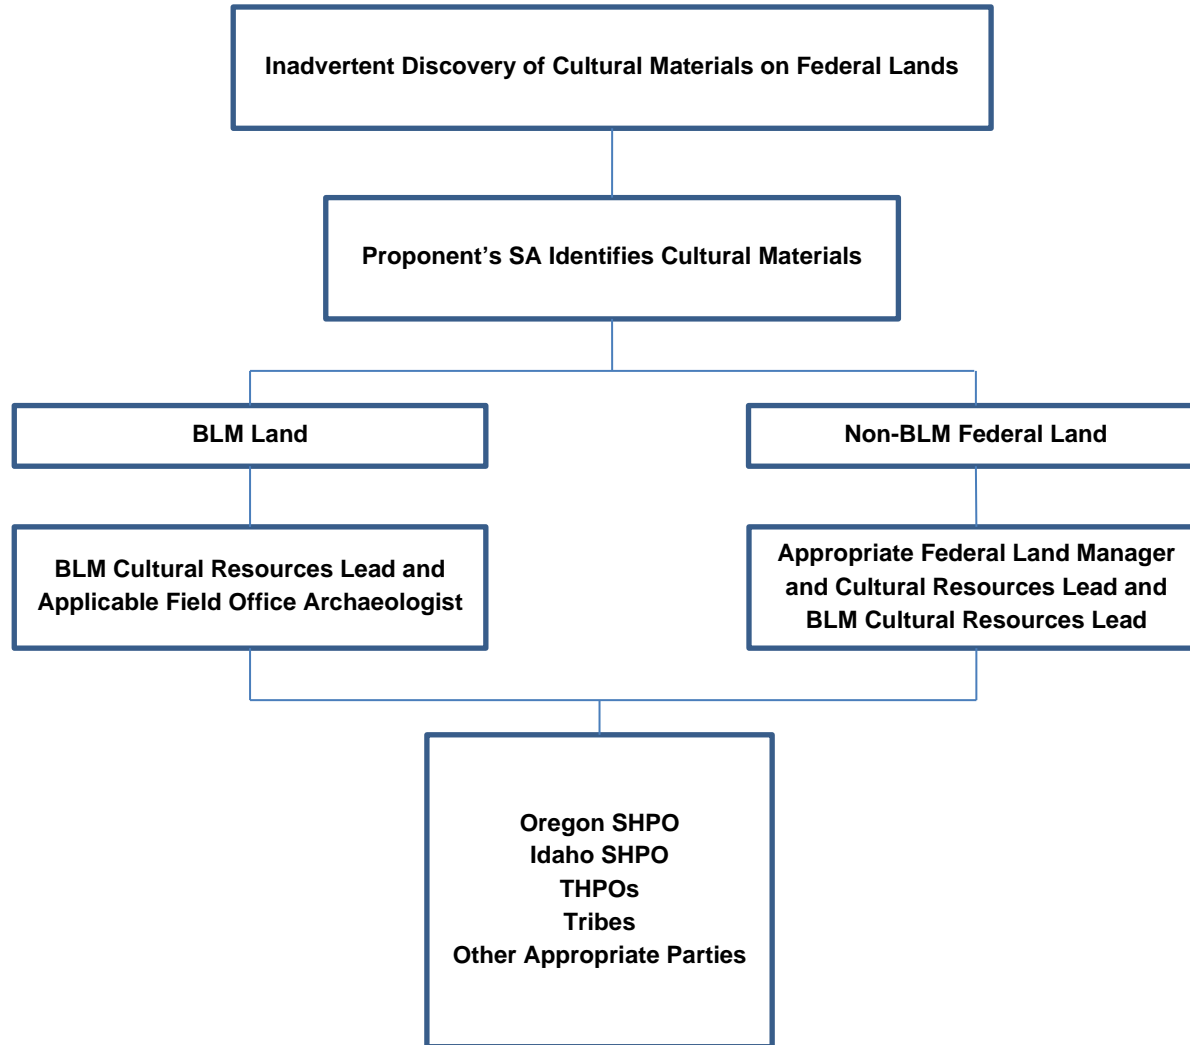 Inadvertent Discovery of Cultural Materials on Federal Lands
Proponent’s SA Identifies Cultural Materials
BLM Land
Non-BLM Federal Land
BLM Cultural Resources Lead and
Applicable Field Office Archaeologist
Appropriate Federal Land Manager
and Cultural Resources Lead and
BLM Cultural Resources Lead
Oregon SHPO
Idaho SHPO
THPOs
Tribes
Other Appropriate Parties